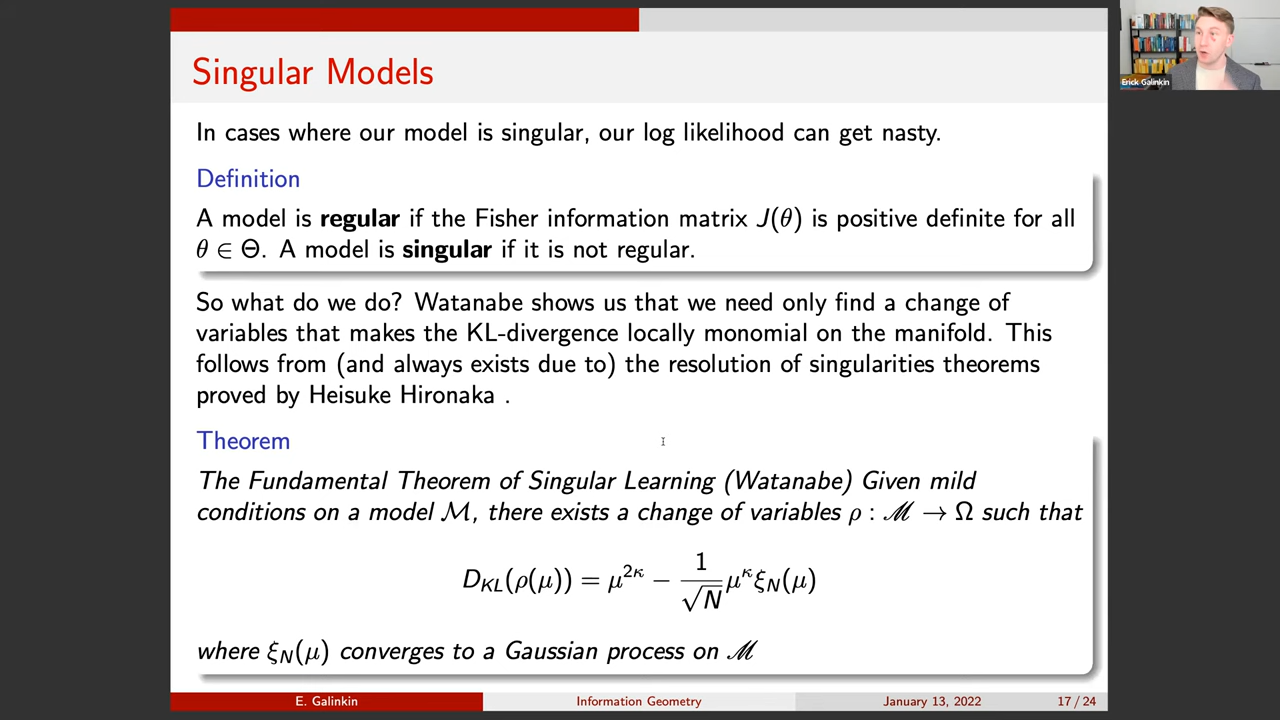 Singular Models
Erick Galinkin
In cases where our model is singular, our log likelihood can get nasty.
Definition
A model is regular if the Fisher information matrix J(θ) is positive definite for all
θ ∈ Θ. A model is singular if it is not regular.
So what do we do? Watanabe shows us that we need only find a change of
variables that makes the KL-divergence locally monomial on the manifold. This
follows from (and always exists due to) the resolution of singularities theorems
proved by Heisuke Hironaka .
Theorem
The Fundamental Theorem of Singular Learning (Watanabe) Given mild
conditions on a model M, there exists a change of variables ρ : ℳ → Ω such that
D_{KL}(ρ(μ)) = μ^{2κ} − \frac{1}{\sqrt{N}} μ^κ ξ_N(μ)
where ξ_N(μ) converges to a Gaussian process on ℳ
E. Galinkin Information Geometry January 13, 2022 17 / 24